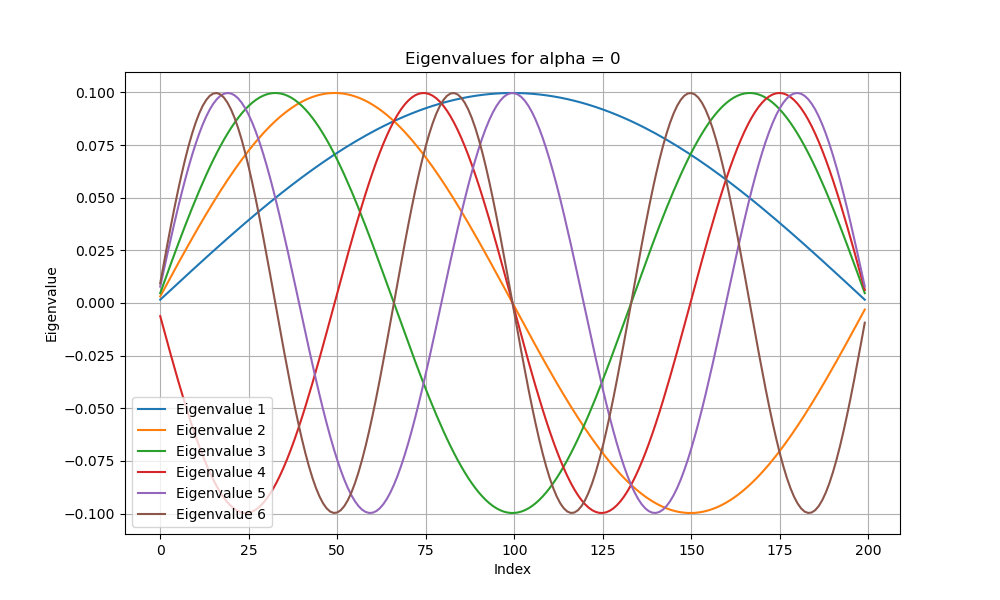 Eigenvalues for alpha = 0
Eigenvalue
0.100
0.075
0.050
0.025
0.000
−0.025
−0.050
−0.075
−0.100
Eigenvalue 1
Eigenvalue 2
Eigenvalue 3
Eigenvalue 4
Eigenvalue 5
Eigenvalue 6
0 25 50 75 100 125 150 175 200
Index